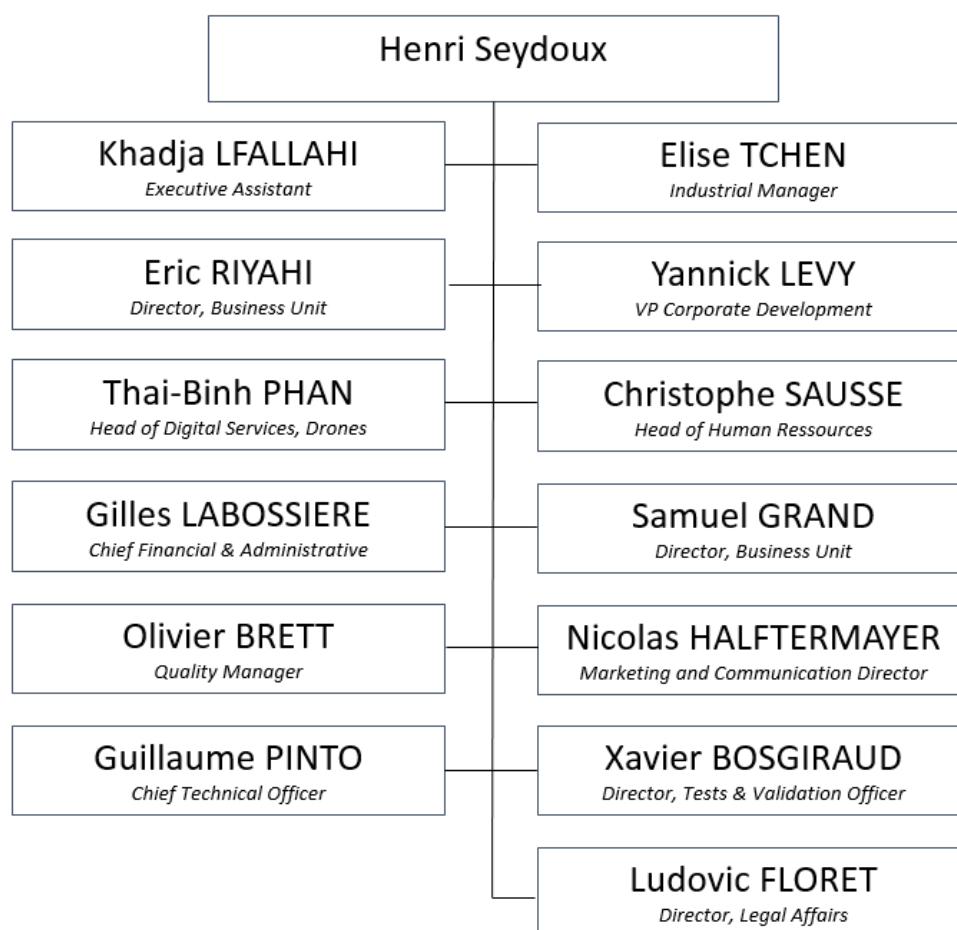 Henri Seydoux
Khadja LFALLAHI
Executive Assistant
Elise TCHEN
Industrial Manager
Eric RIYAHI
Director, Business Unit
Yannick LEVY
VP Corporate Development
Thai-Binh PHAN
Head of Digital Services, Drones
Christophe SAUSSE
Head of Human Ressources
Gilles LABOSSIERE
Chief Financial & Administrative
Samuel GRAND
Director, Business Unit
Olivier BRETT
Quality Manager
Nicolas HALFTERMAYER
Marketing and Communication Director
Guillaume PINTO
Chief Technical Officer
Xavier BOSGIRAUD
Director, Tests & Validation Officer
Ludovic FLORET
Director, Legal Affairs